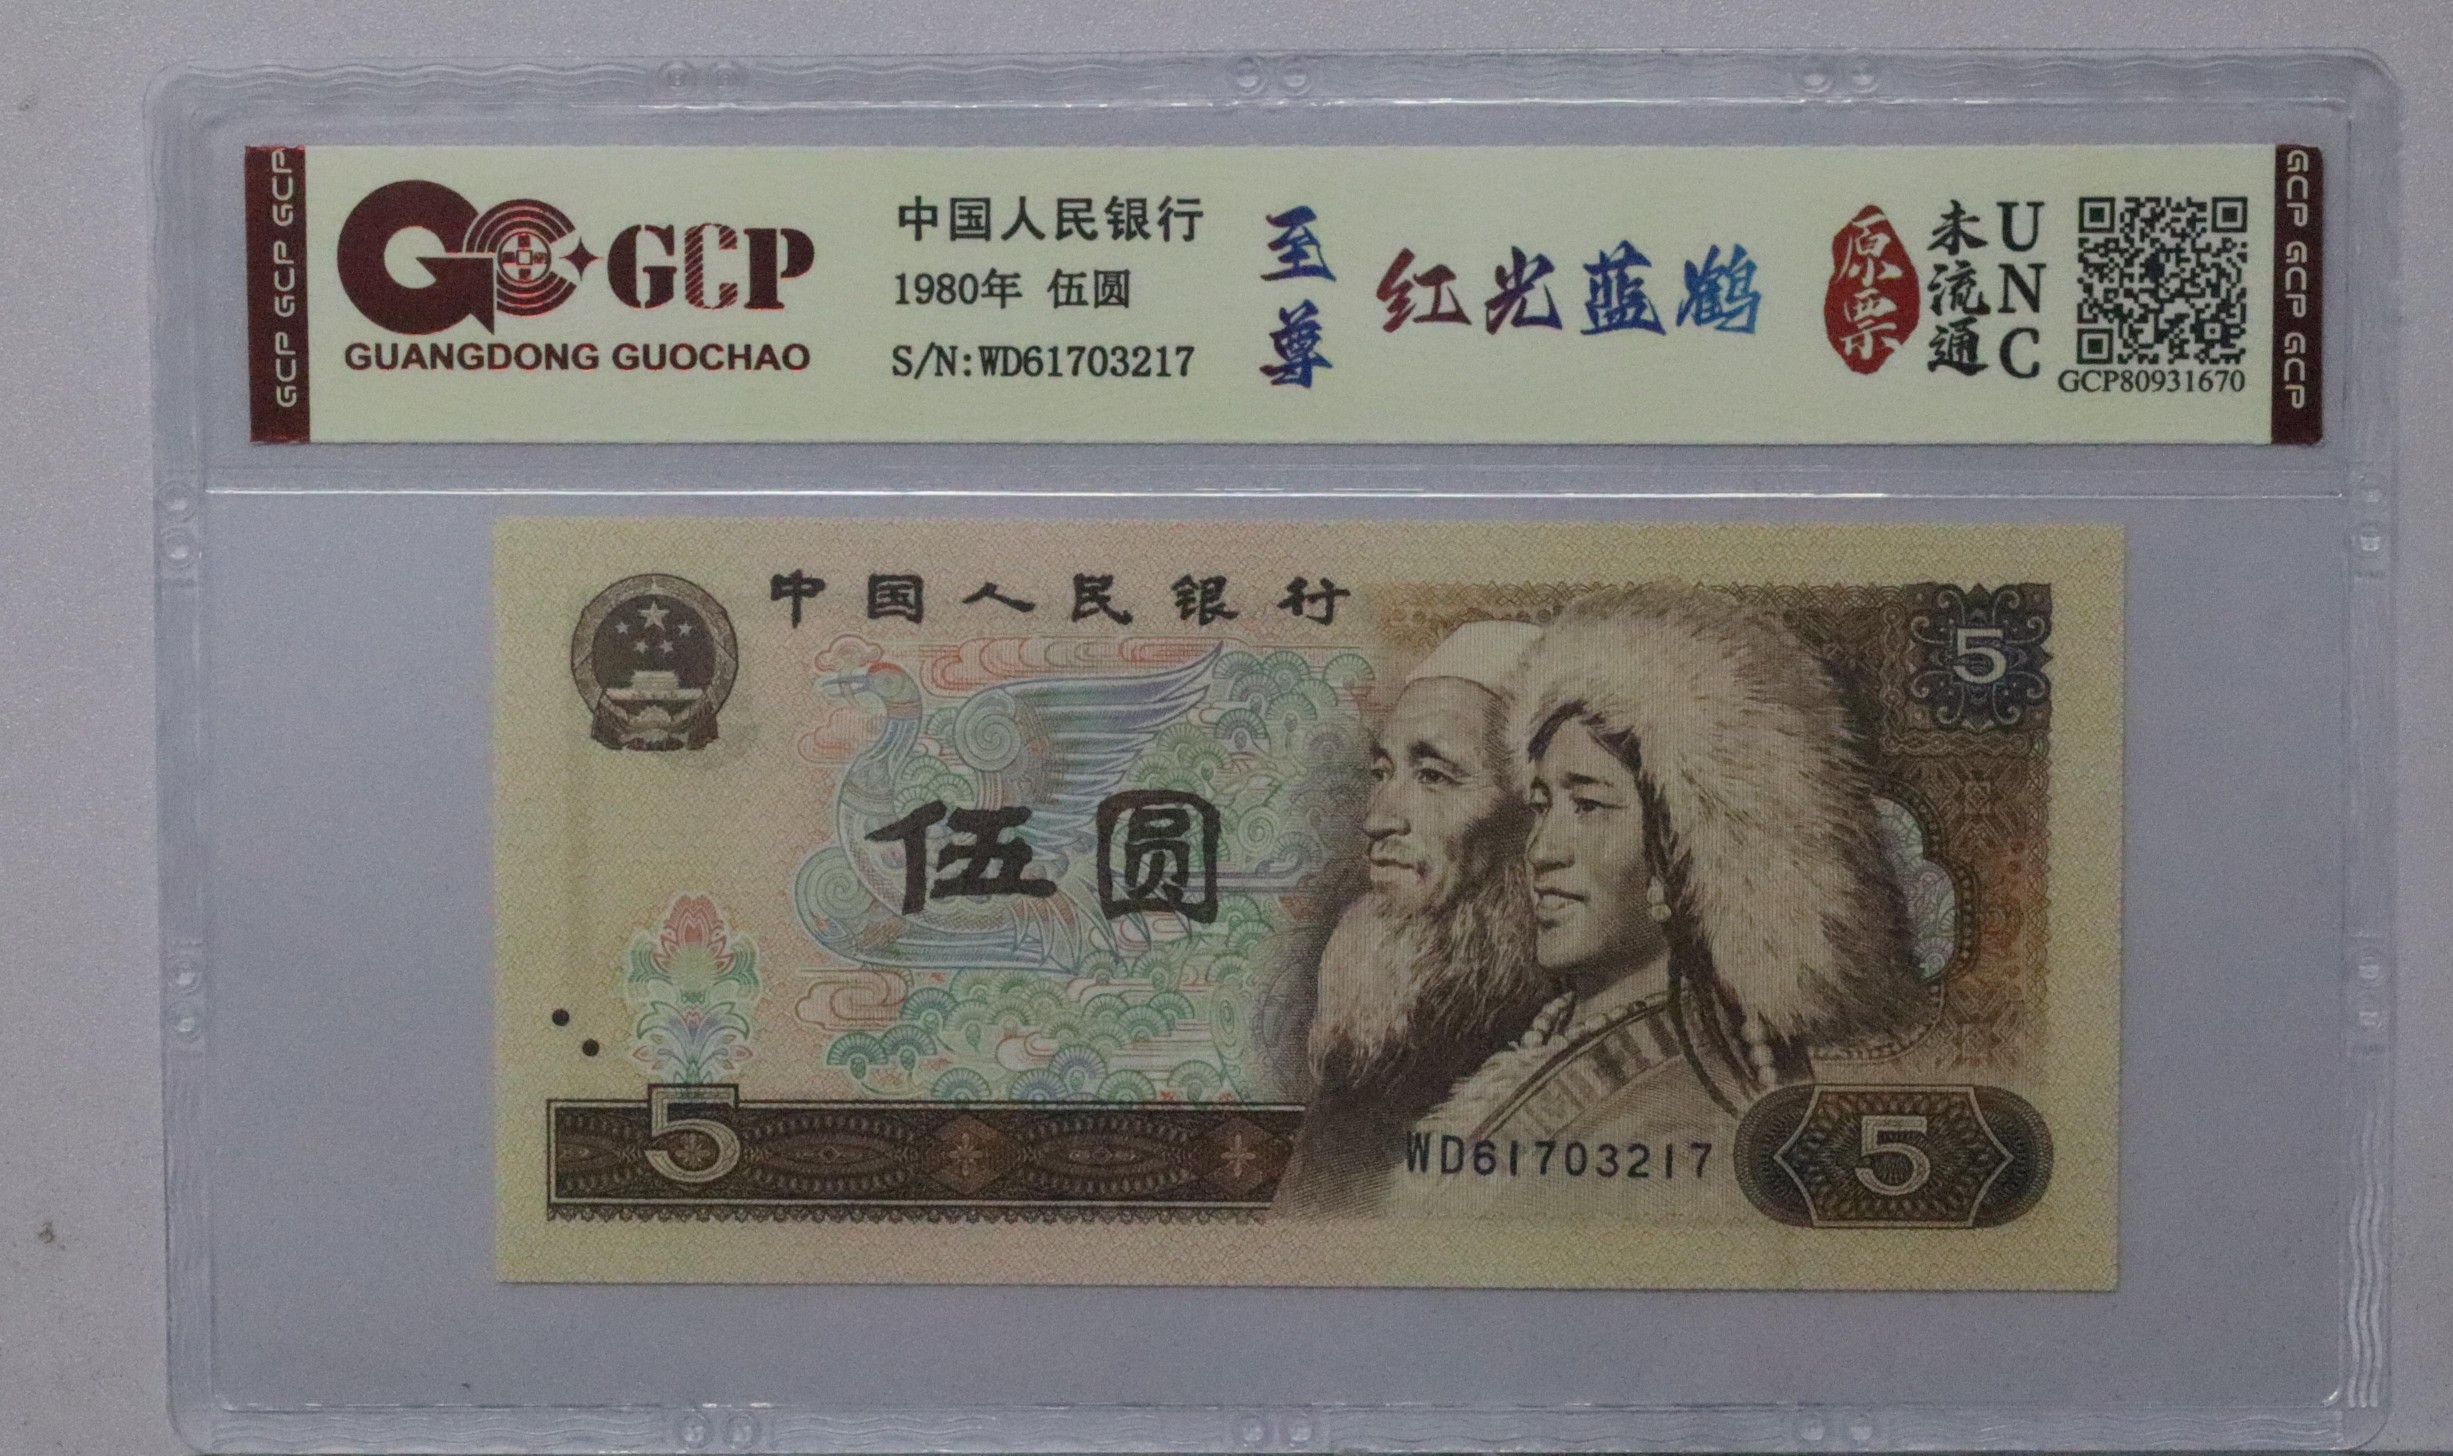 GCP GCP GCP
GCP
GUANGDONG GUOCHAO
中国人民银行
1980年 伍圆
S/N:WD61703217
至尊
红光蓝鹤
原票
未流通
UNC
GCP80931670
GCP GCP GCP
中国人民银行
5
伍圆
5
WD61703217
5